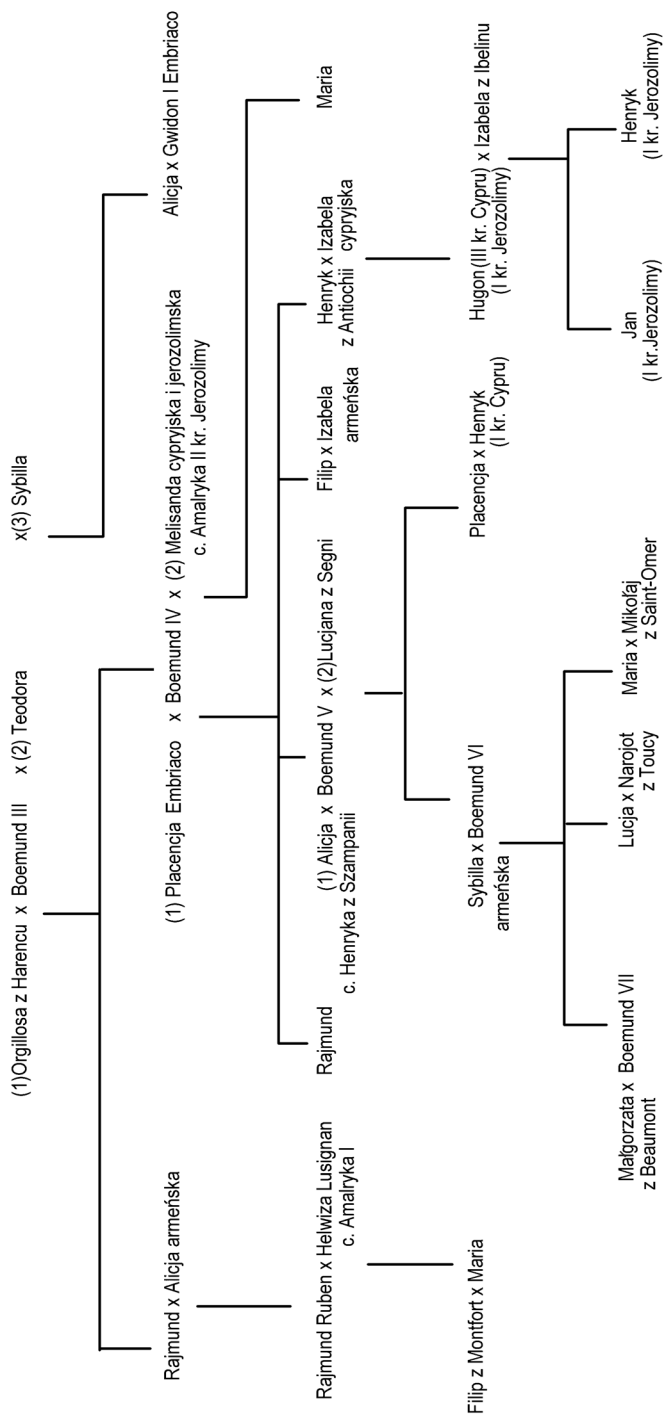 (1)Orgillosa z Harencu x Boemund III x (2) Teodora x(3) Sybilla
Rajmund x Alicja armeńska
(1) Placencja Embriaco x Boemund IV x (2) Melisanda cypryjska i jerozolimska
c. Amalryka II kr. Jerozolimy
Alicja x Gwidon I Embriaco
Rajmund Ruben x Helwiza Lusignan
c. Amalryka I
Rajmund
(1) Alicja x Boemund V x (2)Lucjana z Segni
c. Henryka z Szampanii
Filip x Izabela
armeńska
Henryk x Izabela
z Antiochii cypryjska
Maria
Filip z Montfort x Maria
Sybilla x Boemund VI
armeńska
Placencja x Henryk
(I kr. Cypru)
Hugon (III kr. Cypru) x Izabela z Ibelinu
(I kr. Jerozolimy)
Małgorzata x Boemund VII
z Beaumont
Lucja x Narojot
z Toucy
Maria x Mikołaj
z Saint-Omer
Jan
(I kr.Jerozolimy)
Henryk
(I kr. Jerozolimy)